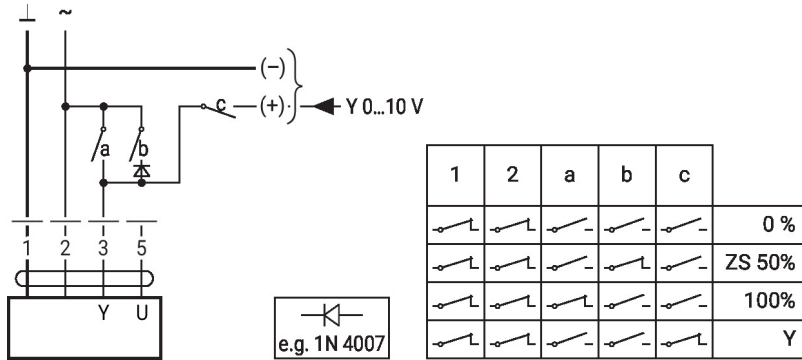 ⊥ ~
(–)
c (+) Y 0...10 V
a b
1 2 3 5
Y U
e.g. 1N 4007
1 2 a b c
0 %
ZS 50%
100%
Y